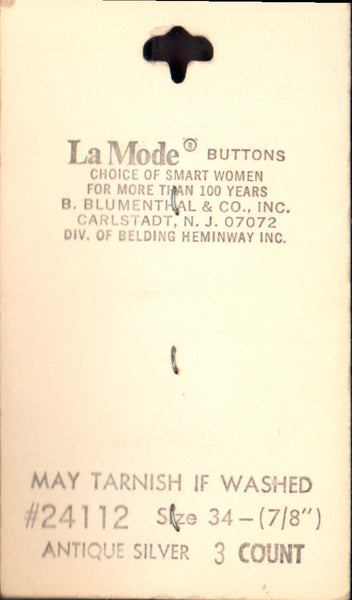 La Mode® BUTTONS
CHOICE OF SMART WOMEN
FOR MORE THAN 100 YEARS
B. BLUMENTHAL & CO., INC.
CARLSTADT, N. J. 07072
DIV. OF BELDING HEMINWAY INC.
MAY TARNISH IF WASHED
#24112 Size 34-(7/8")
ANTIQUE SILVER 3 COUNT